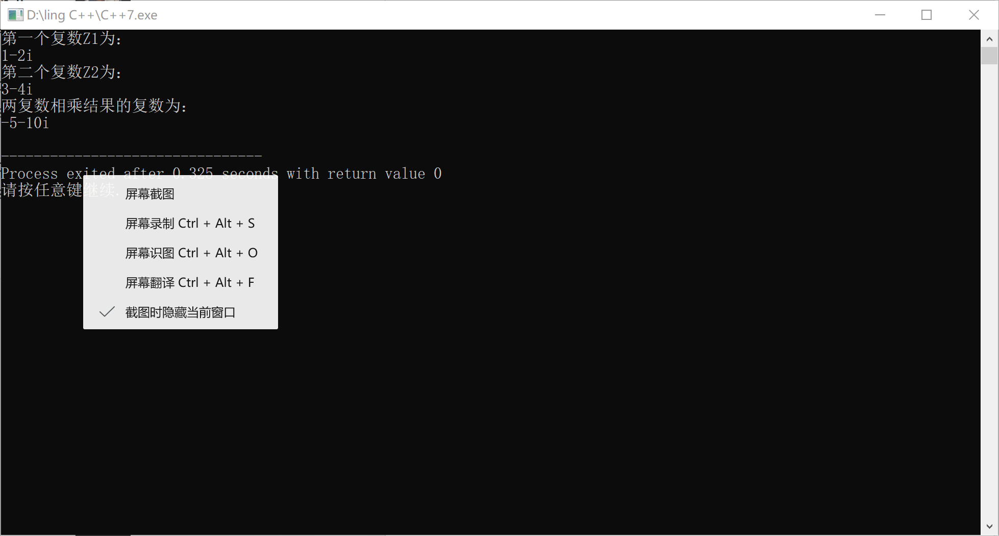 D:\ling C++\C++7.exe
第一个复数Z1为：
1-2i
第二个复数Z2为：
3-4i
两复数相乘结果的复数为：
-5-10i
--------------------------------
Process exited after 0.325 seconds with return value 0
请按任意键继续.
屏幕截图
屏幕录制 Ctrl + Alt + S
屏幕识图 Ctrl + Alt + O
屏幕翻译 Ctrl + Alt + F
截图时隐藏当前窗口